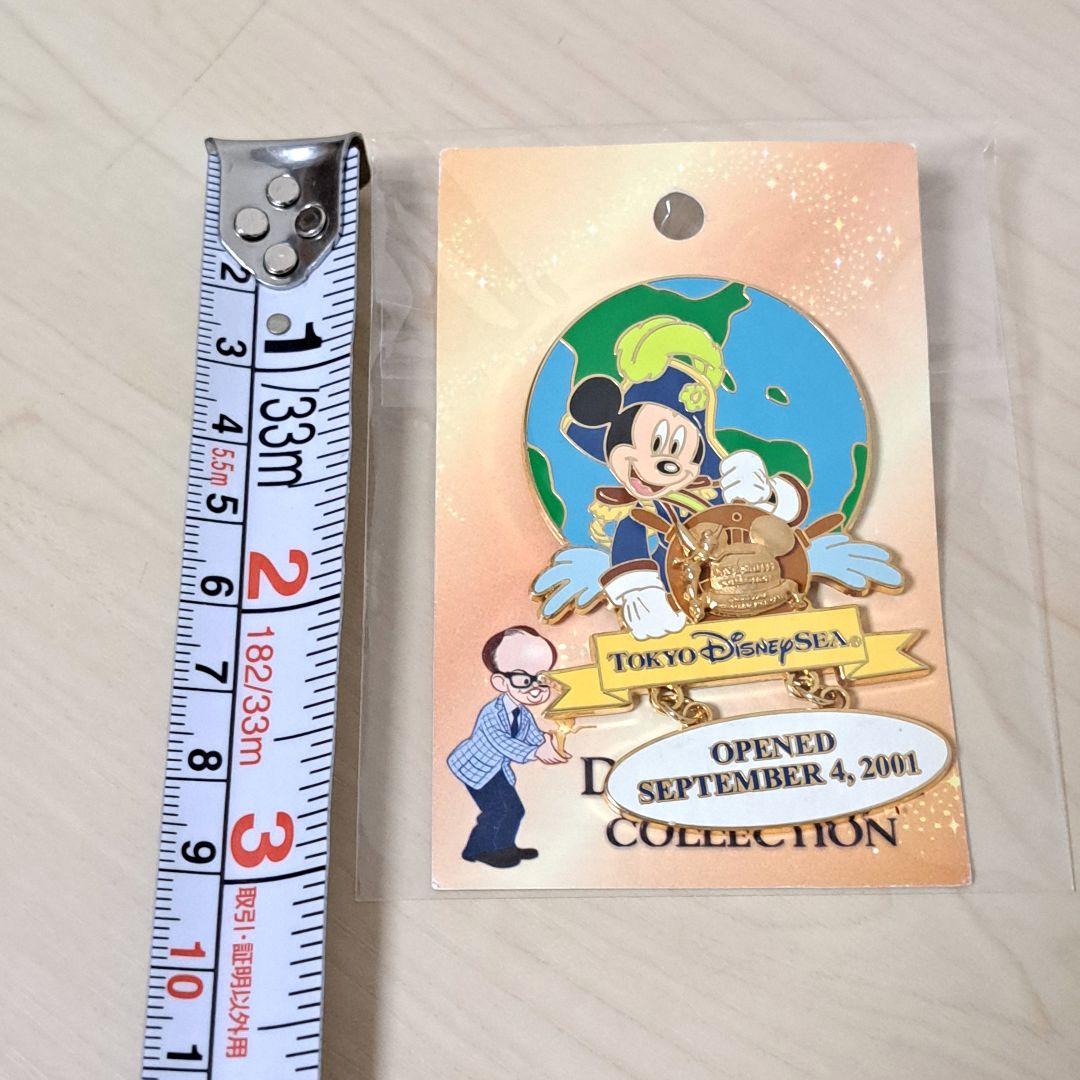 2
3
4
5.5m
5
6
7
8
9
10
1
1/33m
2
182/33m
3
取引・証明以外用
TOKYO DISNEYSEA®
OPENED
SEPTEMBER 4, 2001
D
COLLECTION